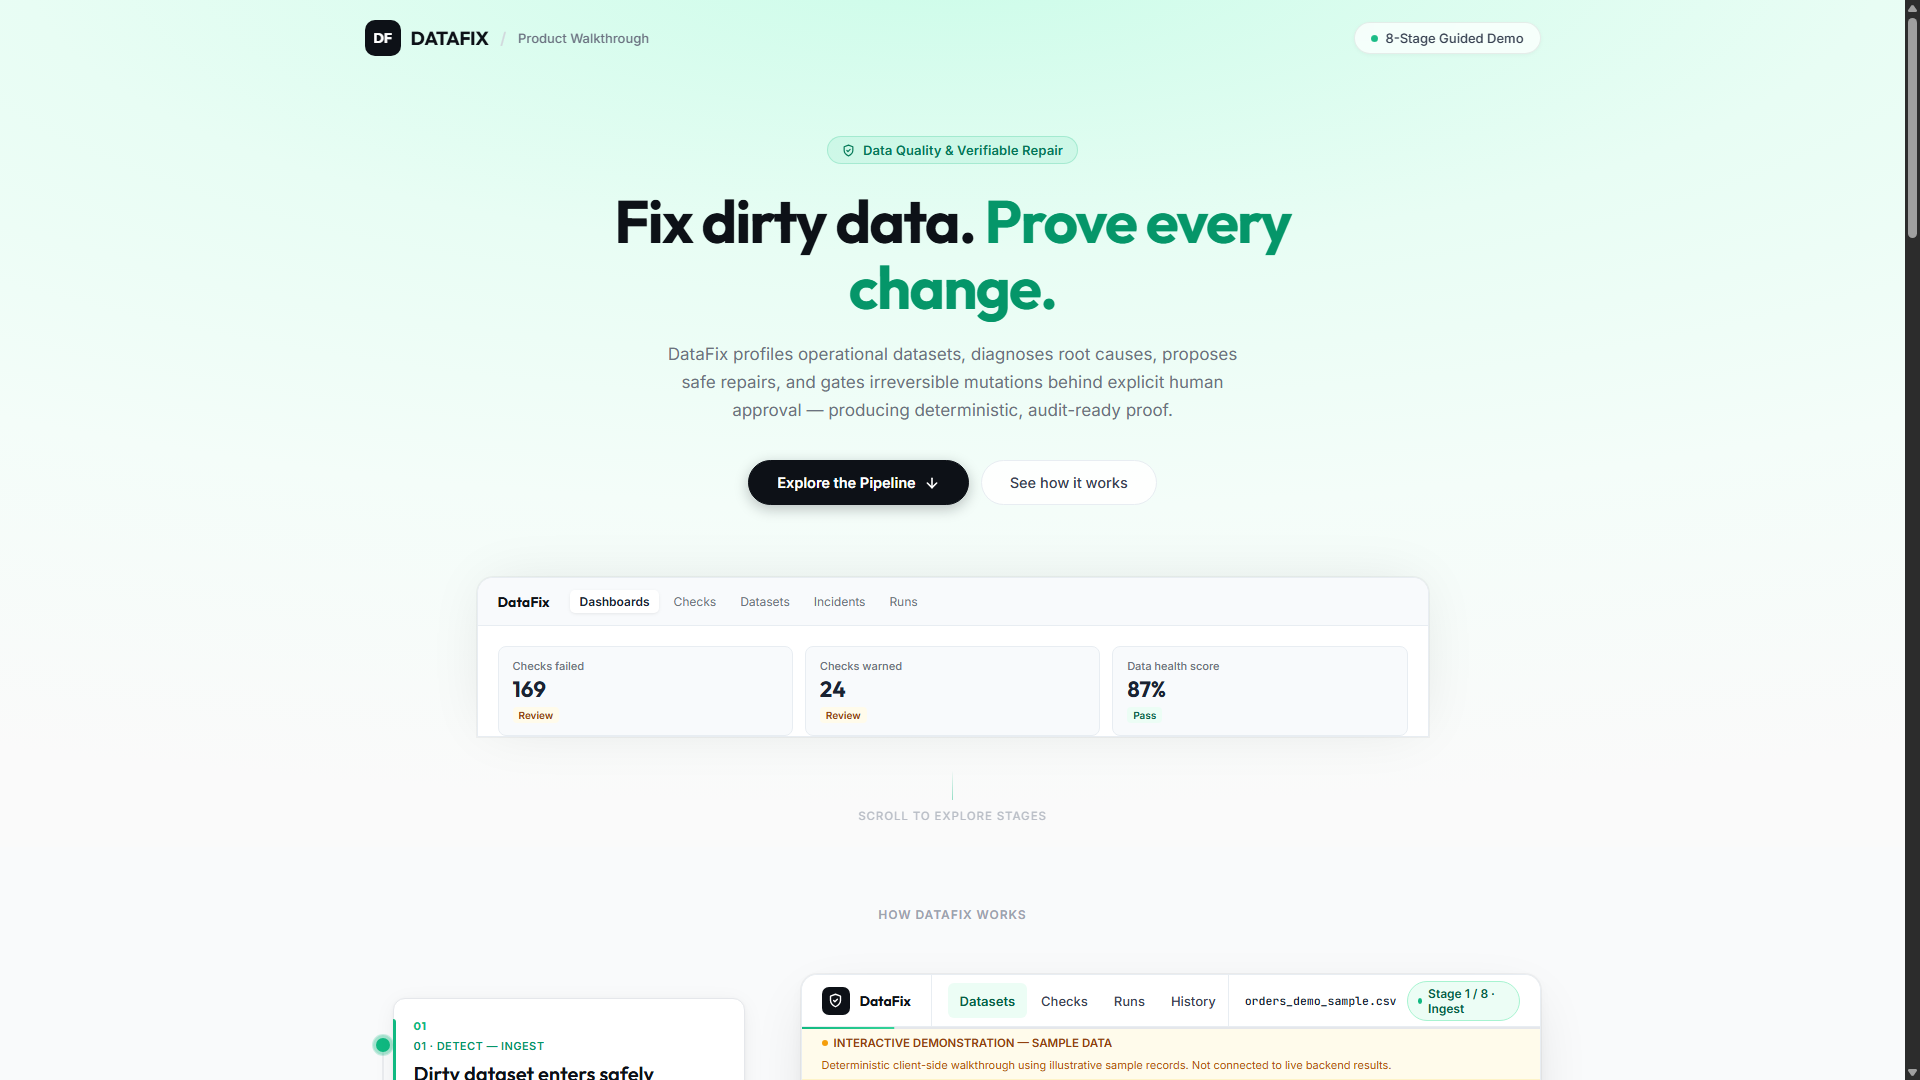 DF DATAFIX / Product Walkthrough
8-Stage Guided Demo
Data Quality & Verifiable Repair
Fix dirty data. Prove every
change.
DataFix profiles operational datasets, diagnoses root causes, proposes
safe repairs, and gates irreversible mutations behind explicit human
approval — producing deterministic, audit-ready proof.
Explore the Pipeline ↓
See how it works
DataFix Dashboards Checks Datasets Incidents Runs
Checks failed
169
Review
Checks warned
24
Review
Data health score
87%
Pass
SCROLL TO EXPLORE STAGES
HOW DATAFIX WORKS
01
01 · DETECT — INGEST
Dirty dataset enters safely
DataFix Datasets Checks Runs History orders_demo_sample.csv
Stage 1 / 8 ·
Ingest
INTERACTIVE DEMONSTRATION — SAMPLE DATA
Deterministic client-side walkthrough using illustrative sample records. Not connected to live backend results.